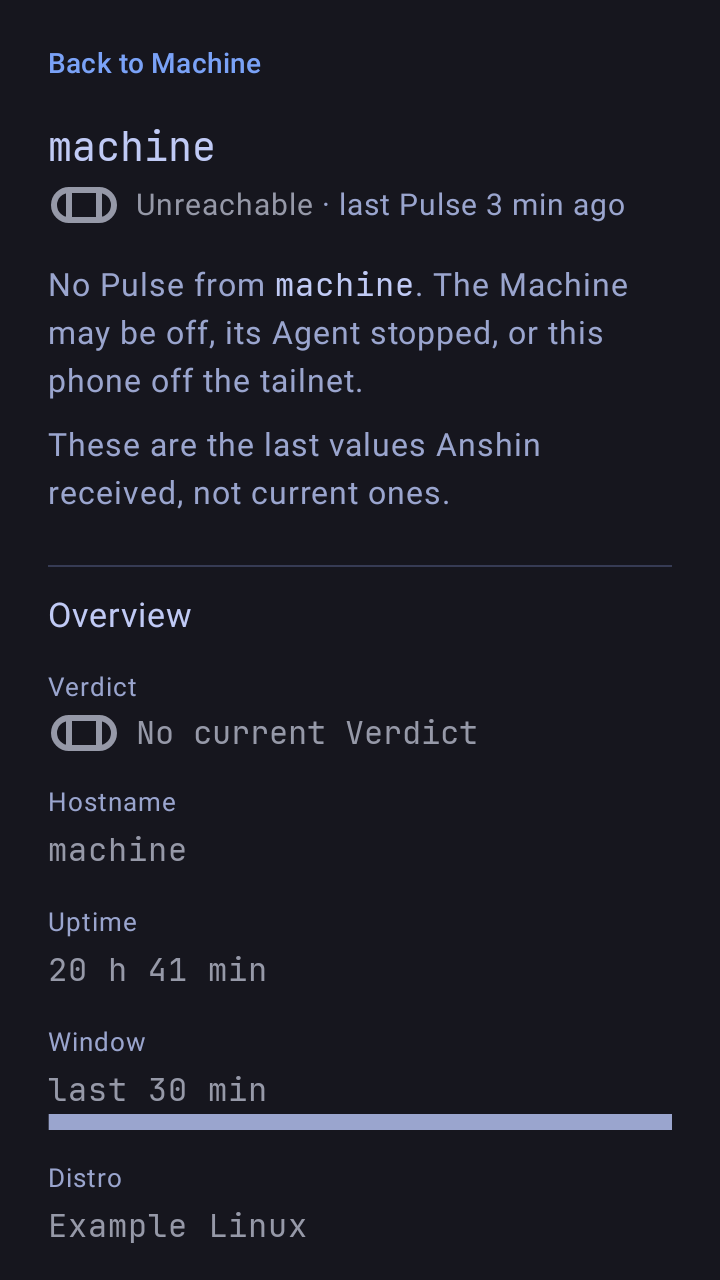 Back to Machine
machine
Unreachable · last Pulse 3 min ago
No Pulse from machine. The Machine
may be off, its Agent stopped, or this
phone off the tailnet.
These are the last values Anshin
received, not current ones.
Overview
Verdict
No current Verdict
Hostname
machine
Uptime
20 h 41 min
Window
last 30 min
Distro
Example Linux